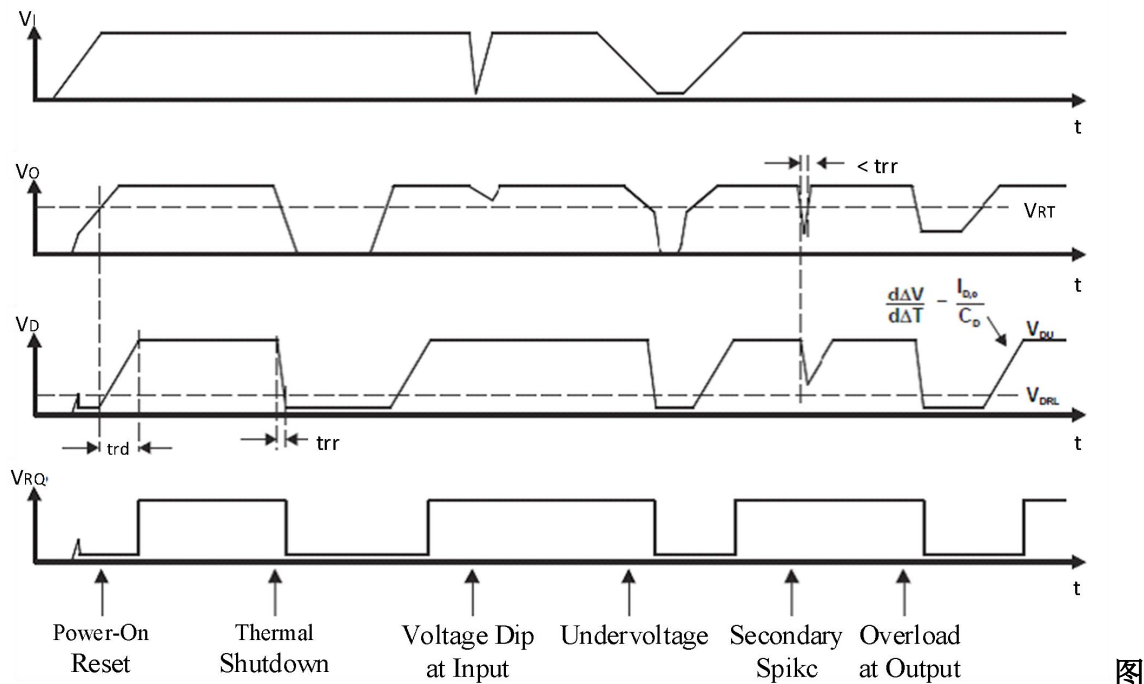 VI
t
VO
< trr
VRT
t
dΔV
dΔT
– ID,o
CD
VD
VDU
VDRL
trd
trr
t
VRQ
t
Power-On
Reset
Thermal
Shutdown
Voltage Dip
at Input
Undervoltage
Secondary
Spikc
Overload
at Output
图